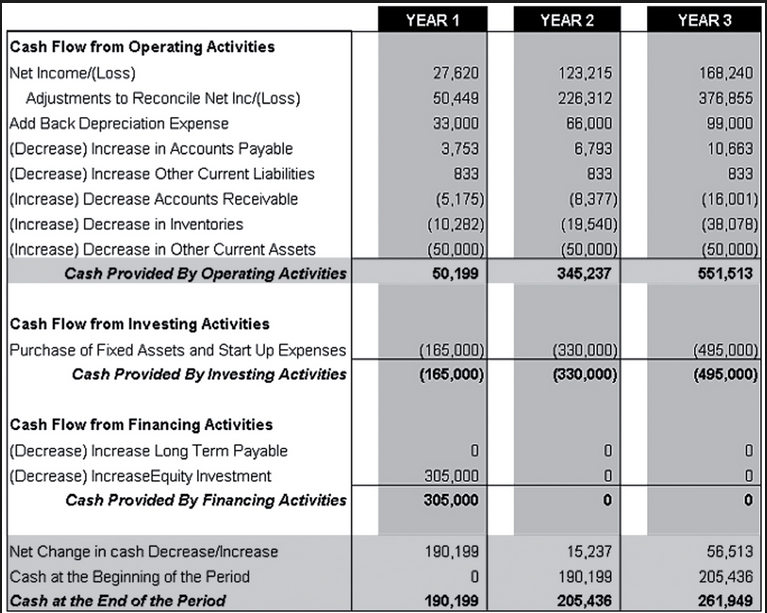 YEAR 1 YEAR 2 YEAR 3
Cash Flow from Operating Activities
Net Income/(Loss) 27,620 123,215 168,240
Adjustments to Reconcile Net Inc/(Loss) 50,449 226,312 376,855
Add Back Depreciation Expense 33,000 66,000 99,000
(Decrease) Increase in Accounts Payable 3,753 6,793 10,663
(Decrease) Increase Other Current Liabilities 833 833 833
(Increase) Decrease Accounts Receivable (5,175) (8,377) (16,001)
(Increase) Decrease in Inventories (10,282) (19,540) (38,078)
(Increase) Decrease in Other Current Assets (50,000) (50,000) (50,000)
Cash Provided By Operating Activities 50,199 345,237 551,513
Cash Flow from Investing Activities
Purchase of Fixed Assets and Start Up Expenses (165,000) (330,000) (495,000)
Cash Provided By Investing Activities (165,000) (330,000) (495,000)
Cash Flow from Financing Activities
(Decrease) Increase Long Term Payable 0 0 0
(Decrease) IncreaseEquity Investment 305,000 0 0
Cash Provided By Financing Activities 305,000 0 0
Net Change in cash Decrease/Increase 190,199 15,237 56,513
Cash at the Beginning of the Period 0 190,199 205,436
Cash at the End of the Period 190,199 205,436 261,949